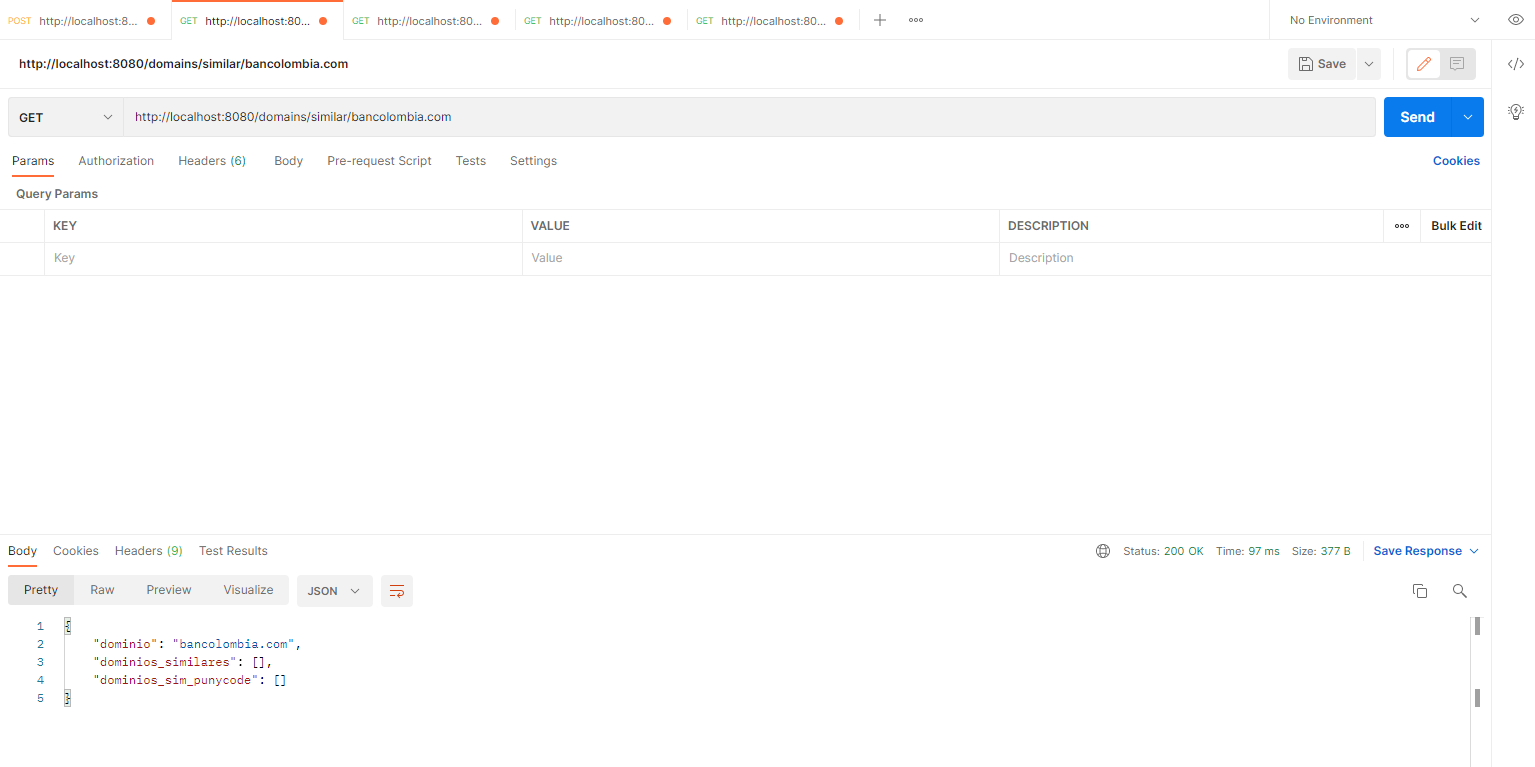 POST http://localhost:8... GET http://localhost:80... GET http://localhost:80... GET http://localhost:80... GET http://localhost:80... No Environment
http://localhost:8080/domains/similar/bancolombia.com Save
GET http://localhost:8080/domains/similar/bancolombia.com Send
Params Authorization Headers (6) Body Pre-request Script Tests Settings Cookies
Query Params
KEY VALUE DESCRIPTION Bulk Edit
Key Value Description
Body Cookies Headers (9) Test Results Status: 200 OK Time: 97 ms Size: 377 B Save Response
Pretty Raw Preview Visualize JSON
1 {
2 "dominio": "bancolombia.com",
3 "dominios_similares": [],
4 "dominios_sim_punycode": []
5 }